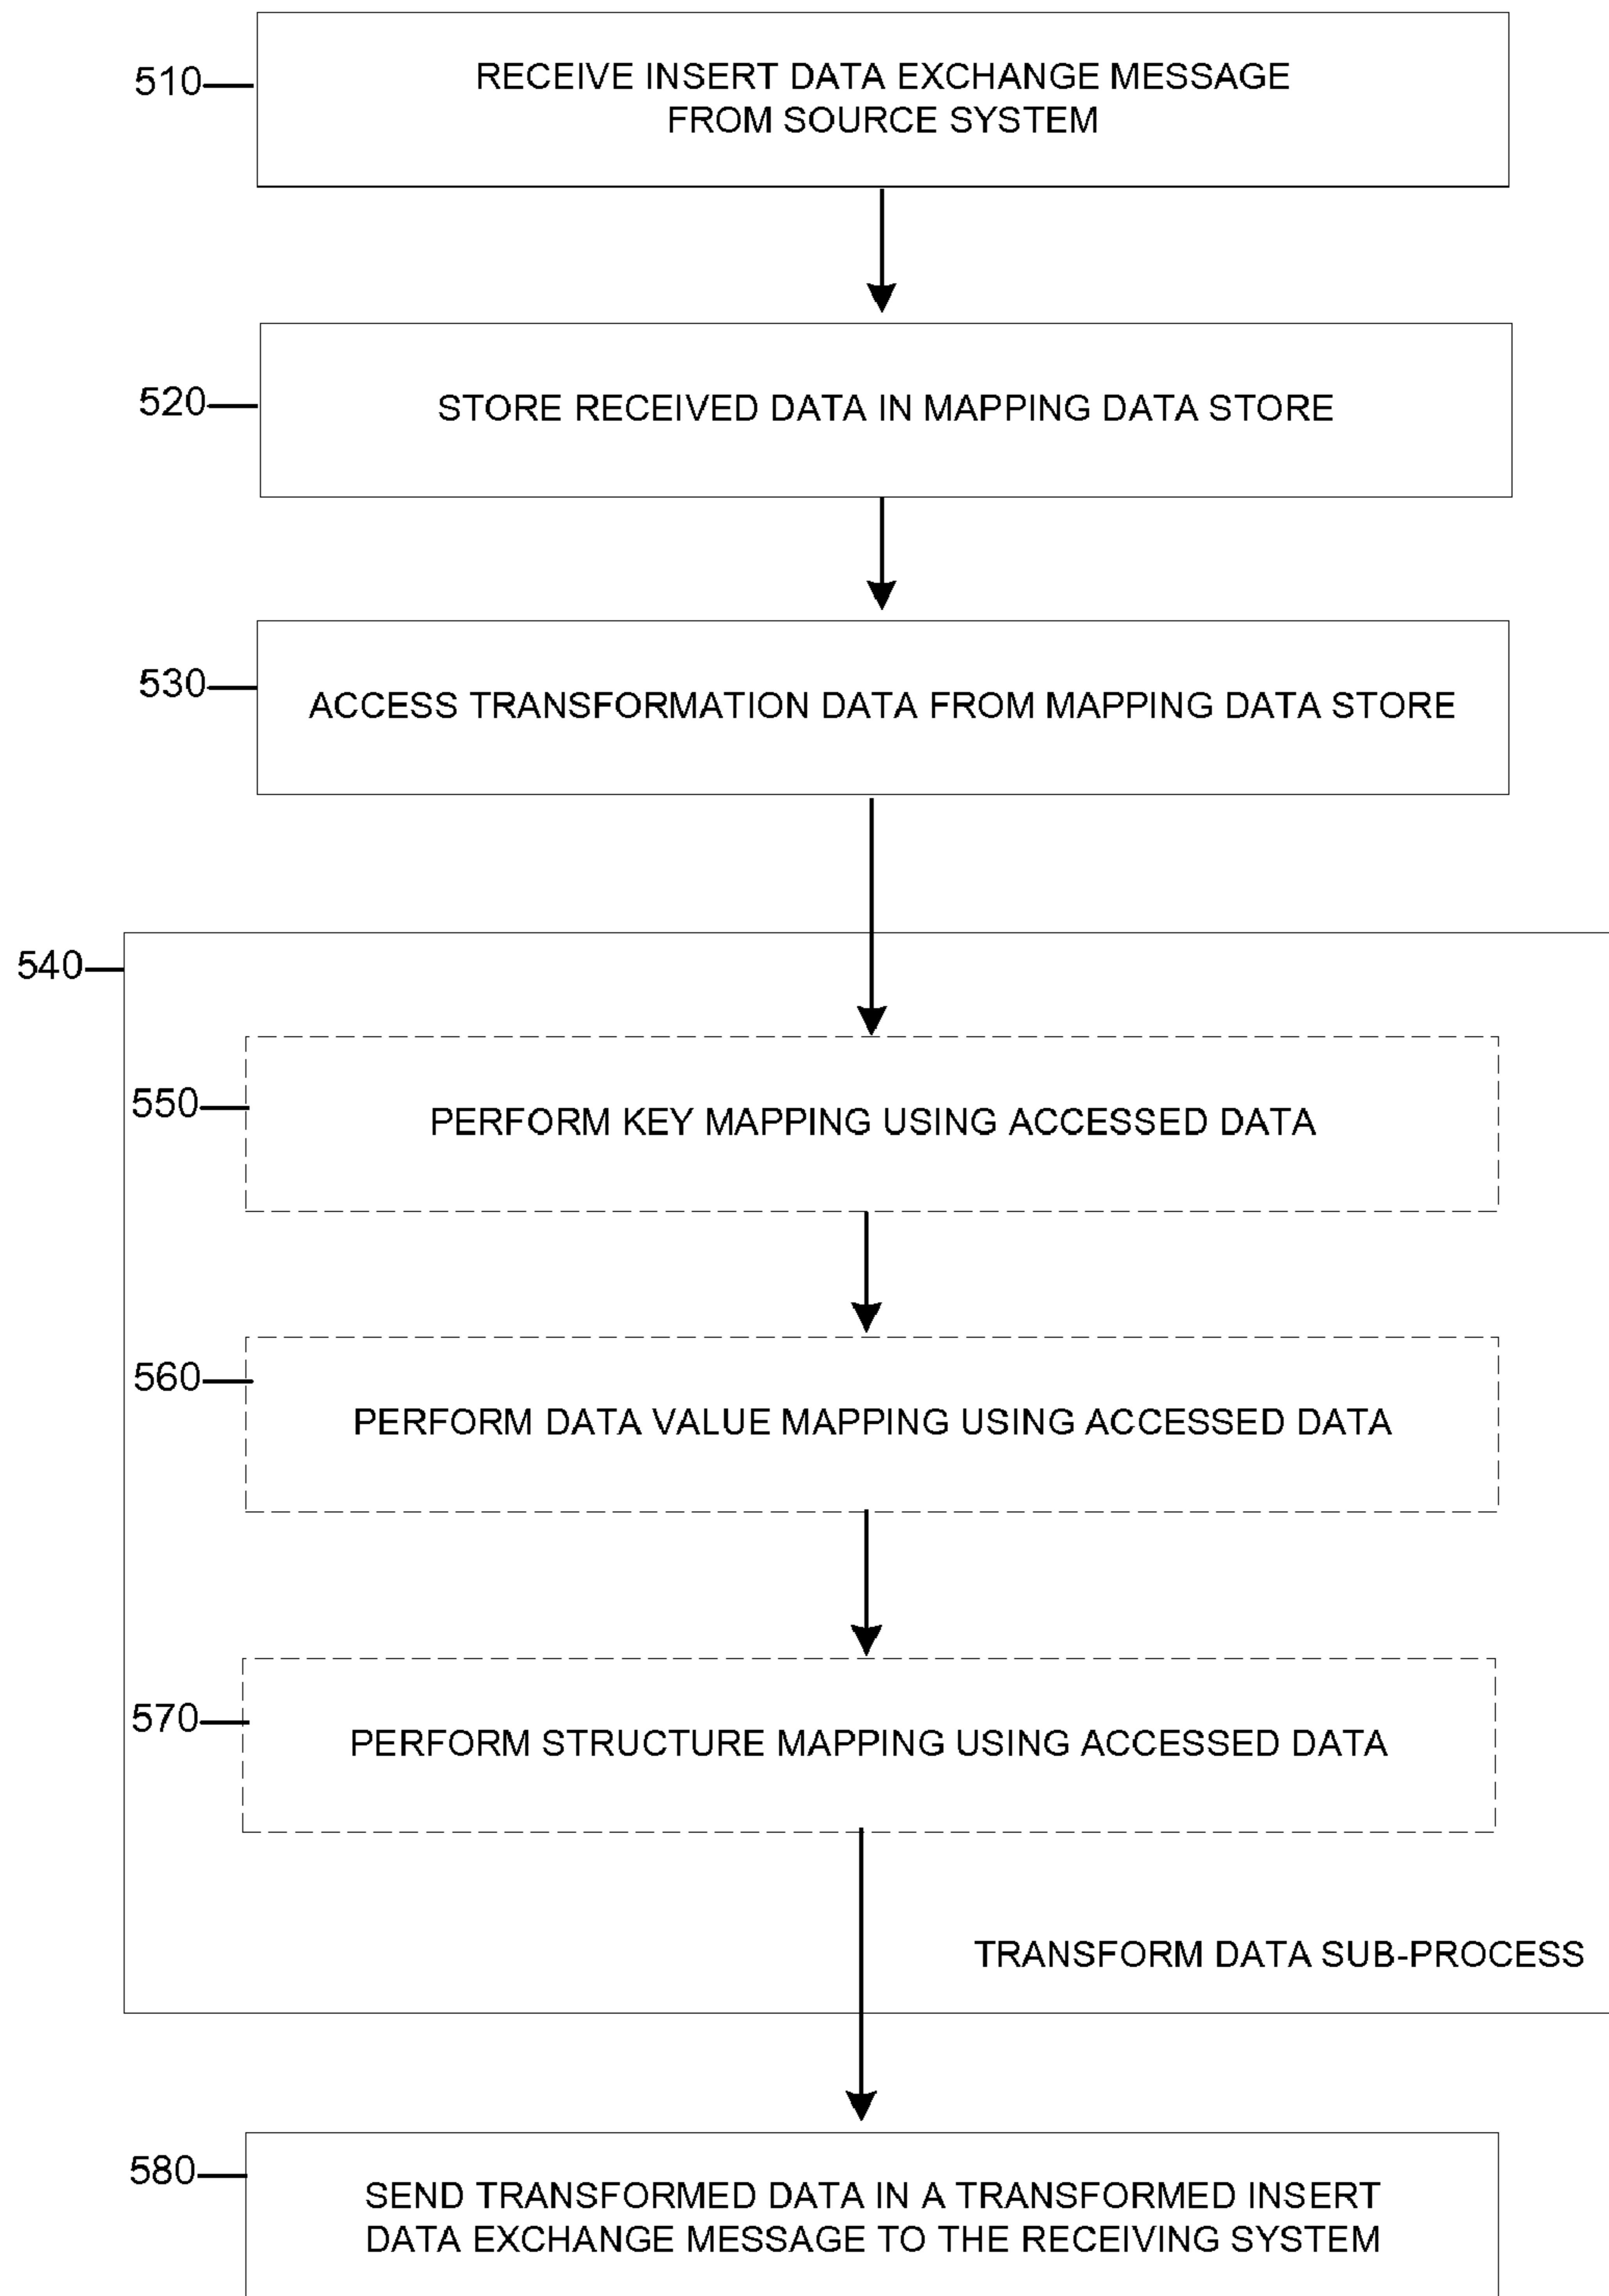 510
RECEIVE INSERT DATA EXCHANGE MESSAGE
FROM SOURCE SYSTEM
520
STORE RECEIVED DATA IN MAPPING DATA STORE
530
ACCESS TRANSFORMATION DATA FROM MAPPING DATA STORE
540
550
PERFORM KEY MAPPING USING ACCESSED DATA
560
PERFORM DATA VALUE MAPPING USING ACCESSED DATA
570
PERFORM STRUCTURE MAPPING USING ACCESSED DATA
TRANSFORM DATA SUB-PROCESS
580
SEND TRANSFORMED DATA IN A TRANSFORMED INSERT
DATA EXCHANGE MESSAGE TO THE RECEIVING SYSTEM